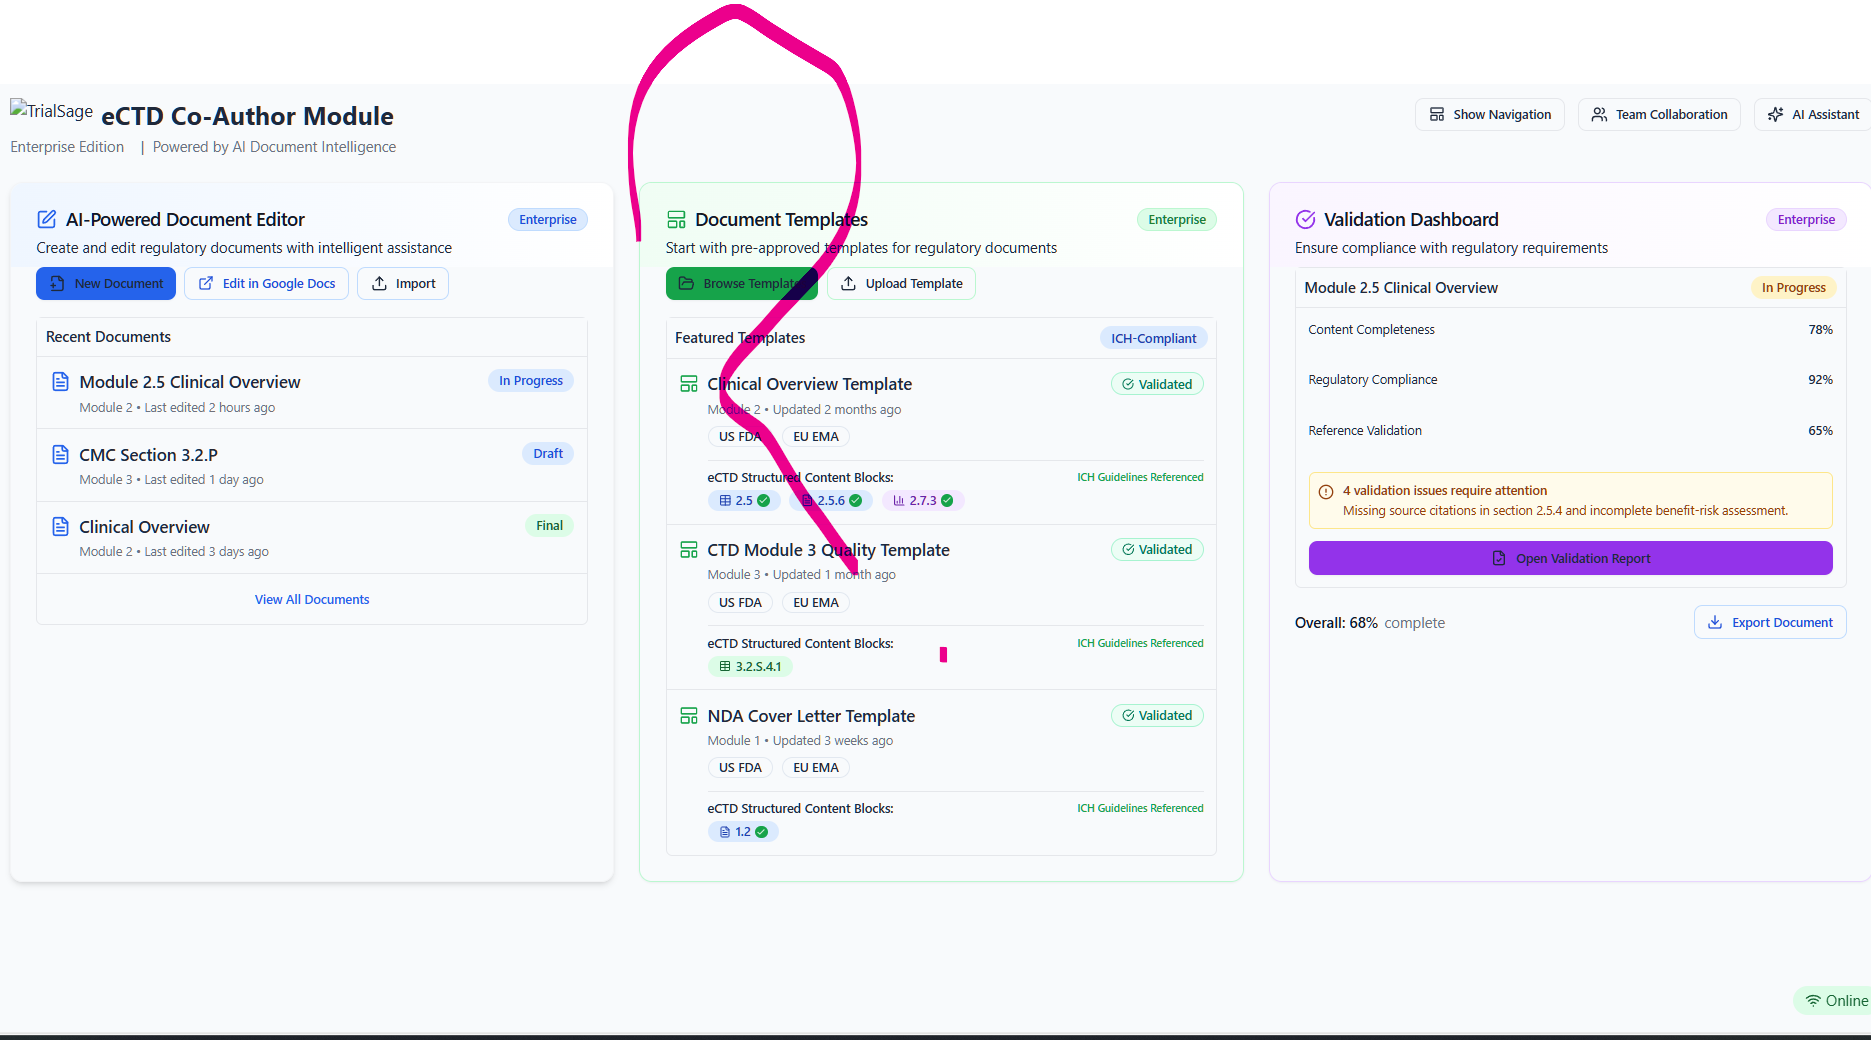 TrialSage eCTD Co-Author Module
Enterprise Edition | Powered by AI Document Intelligence
Show Navigation
Team Collaboration
AI Assistant
AI-Powered Document Editor
Enterprise
Create and edit regulatory documents with intelligent assistance
New Document
Edit in Google Docs
Import
Recent Documents
Module 2.5 Clinical Overview
In Progress
Module 2 • Last edited 2 hours ago
CMC Section 3.2.P
Draft
Module 3 • Last edited 1 day ago
Clinical Overview
Final
Module 2 • Last edited 3 days ago
View All Documents
Document Templates
Enterprise
Start with pre-approved templates for regulatory documents
Browse Templates
Upload Template
Featured Templates
ICH-Compliant
Clinical Overview Template
Validated
Module 2 • Updated 2 months ago
US FDA
EU EMA
eCTD Structured Content Blocks:
ICH Guidelines Referenced
2.5
2.5.6
2.7.3
CTD Module 3 Quality Template
Validated
Module 3 • Updated 1 month ago
US FDA
EU EMA
eCTD Structured Content Blocks:
ICH Guidelines Referenced
3.2.S.4.1
NDA Cover Letter Template
Validated
Module 1 • Updated 3 weeks ago
US FDA
EU EMA
eCTD Structured Content Blocks:
ICH Guidelines Referenced
1.2
Validation Dashboard
Enterprise
Ensure compliance with regulatory requirements
Module 2.5 Clinical Overview
In Progress
Content Completeness
78%
Regulatory Compliance
92%
Reference Validation
65%
4 validation issues require attention
Missing source citations in section 2.5.4 and incomplete benefit-risk assessment.
Open Validation Report
Overall: 68% complete
Export Document
Online